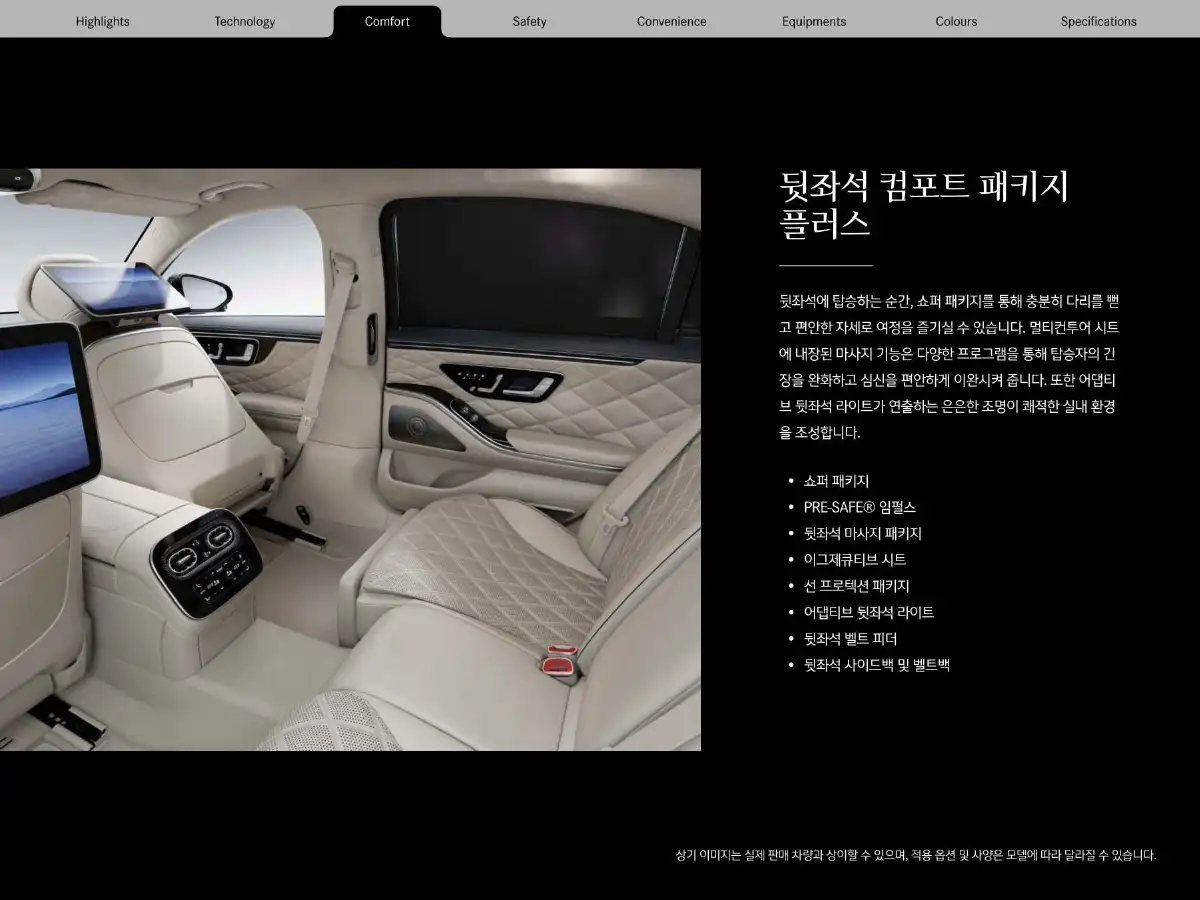 Highlights
Technology
Comfort
Safety
Convenience
Equipments
Colours
Specifications
뒷좌석 컴포트 패키지
플러스
뒷좌석에 탑승하는 순간, 쇼퍼 패키지를 통해 충분히 다리를 뻗
고 편안한 자세로 여정을 즐기실 수 있습니다. 멀티컨투어 시트
에 내장된 마사지 기능은 다양한 프로그램을 통해 탑승자의 긴
장을 완화하고 심신을 편안하게 이완시켜 줍니다. 또한 어댑티
브 뒷좌석 라이트가 연출하는 은은한 조명이 쾌적한 실내 환경
을 조성합니다.
• 쇼퍼 패키지
• PRE-SAFE® 임펄스
• 뒷좌석 마사지 패키지
• 이그제큐티브 시트
• 선 프로텍션 패키지
• 어댑티브 뒷좌석 라이트
• 뒷좌석 벨트 피더
• 뒷좌석 사이드백 및 벨트백
상기 이미지는 실제 판매 차량과 상이할 수 있으며, 적용 옵션 및 사양은 모델에 따라 달라질 수 있습니다.